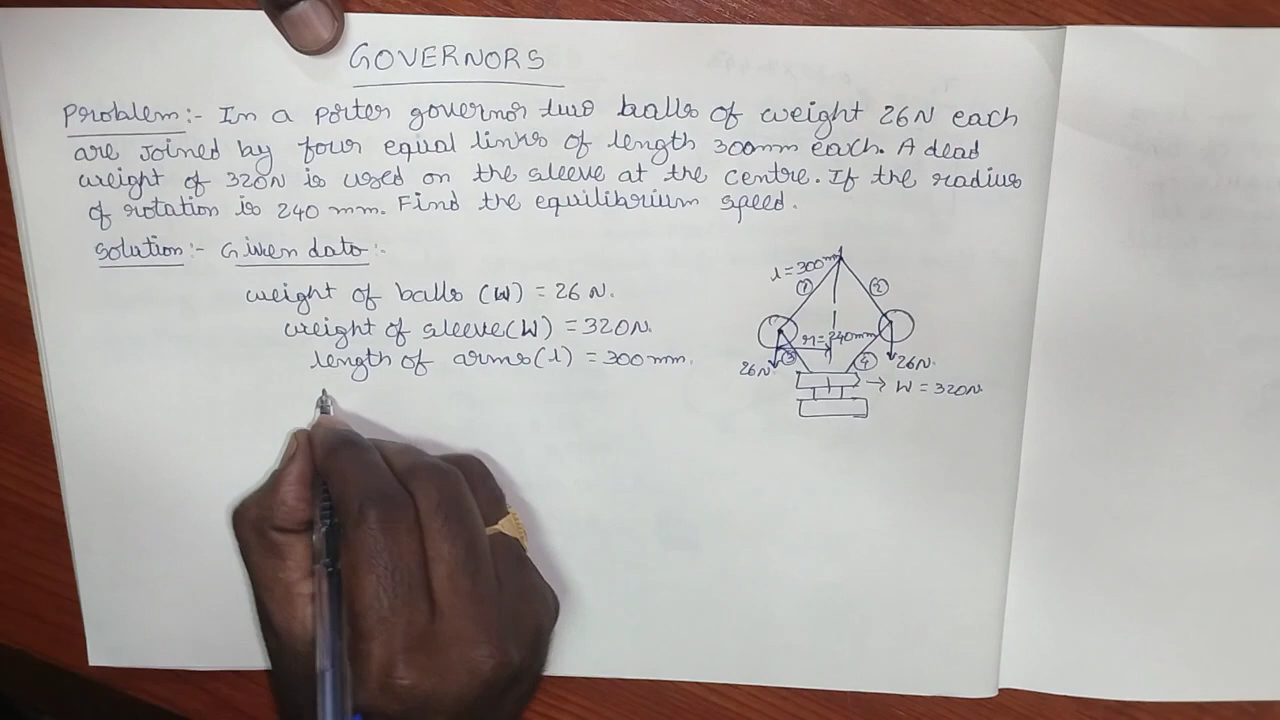 GOVERNORS
Problem:- In a porter governor two balls of weight 26N each
are joined by four equal links of length 300mm each. A dead
weight of 320N is used on the sleeve at the centre. If the radius
of rotation is 240 mm. Find the equilibrium speed.
Solution:- Given data:-
weight of balls (W) = 26 N.
weight of sleeve(W) = 320N.
length of arms(l) = 300mm.
l = 300mm
① ②
r = 240mm
③ ④
26N 26N.
→ W = 320N.